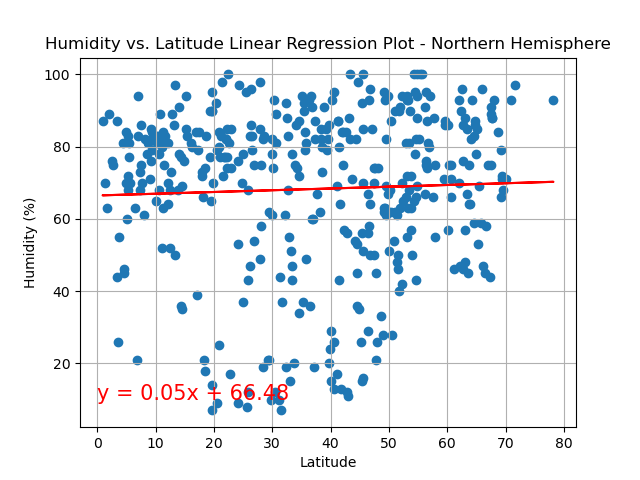 Humidity vs. Latitude Linear Regression Plot - Northern Hemisphere
100
80
60
40
20
Humidity (%)
y = 0.05x + 66.48
0 10 20 30 40 50 60 70 80
Latitude